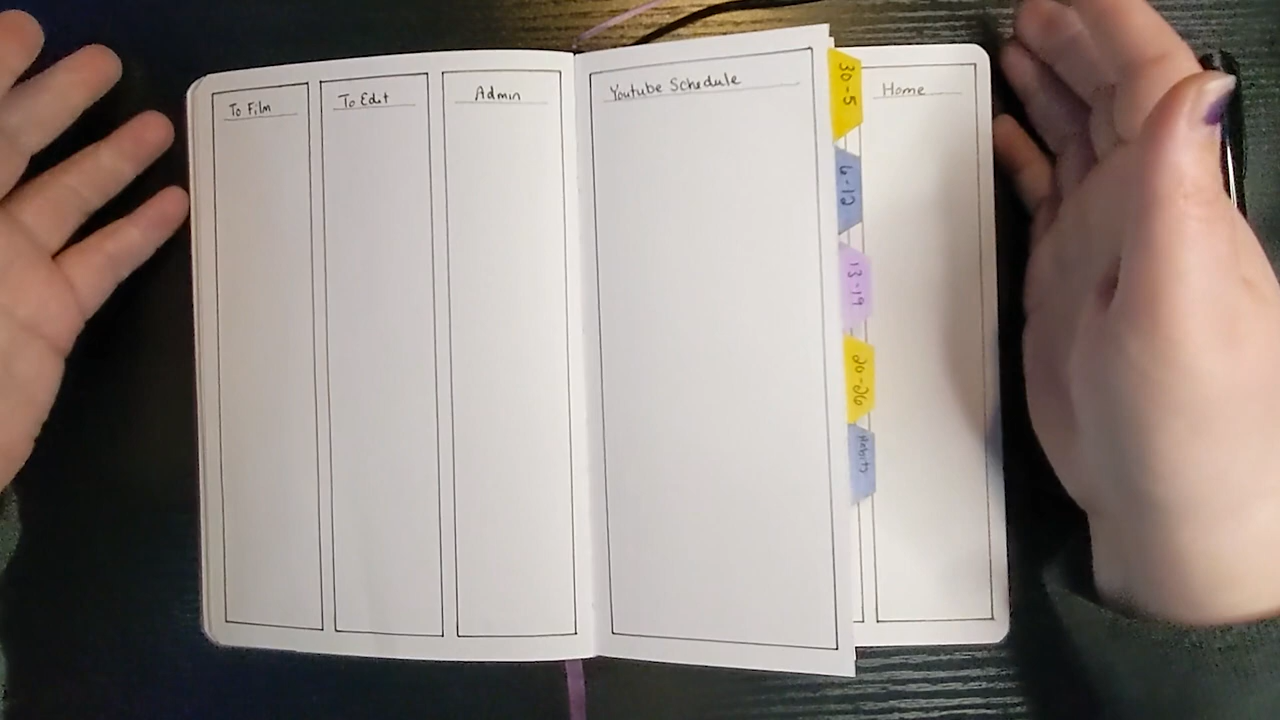 To Film
To Edit
Admin
Youtube Schedule
Home
30-5
6-12
13-19
20-26
Habits